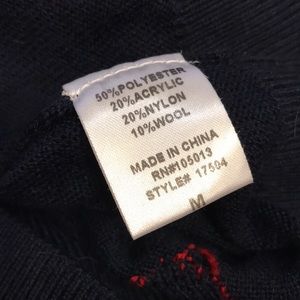 50%POLYESTER
20%ACRYLIC
20%NYLON
10%WOOL
MADE IN CHINA
RN#105013
STYLE# 17504
M